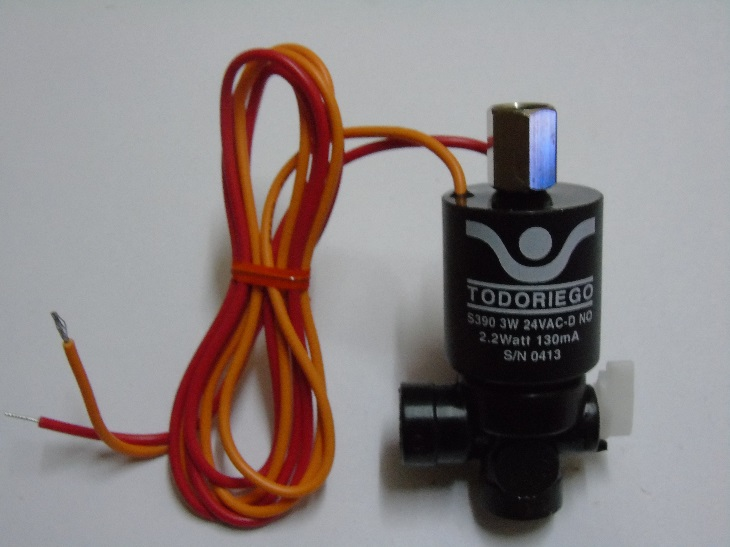 TODORIEGO
S390 3W 24VAC-D NO
2.2Watt 130mA
S/N 0413